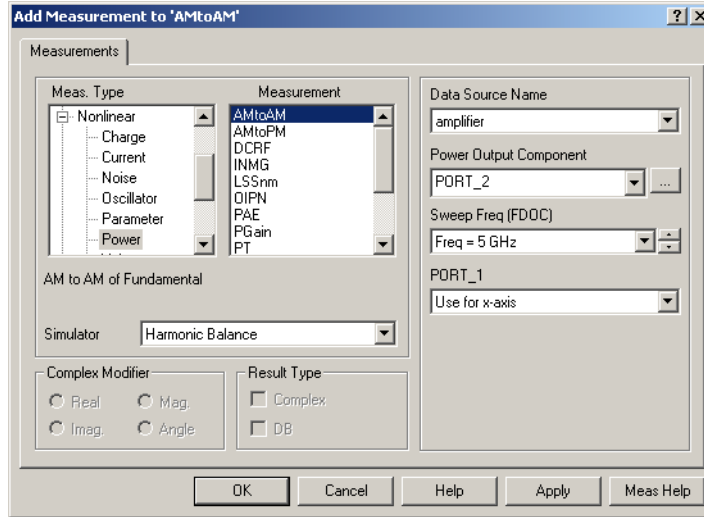 Add Measurement to 'AMtoAM'
Measurements
Meas. Type
Nonlinear
Charge
Current
Noise
Oscillator
Parameter
Power
Measurement
AMtoAM
AMtoPM
DCRF
INMG
LSSnm
OIPN
PAE
PGain
PT
AM to AM of Fundamental
Simulator
Harmonic Balance
Complex Modifier
Real
Mag.
Imag.
Angle
Result Type
Complex
DB
Data Source Name
amplifier
Power Output Component
PORT_2
...
Sweep Freq (FDOC)
Freq = 5 GHz
PORT_1
Use for x-axis
OK
Cancel
Help
Apply
Meas Help